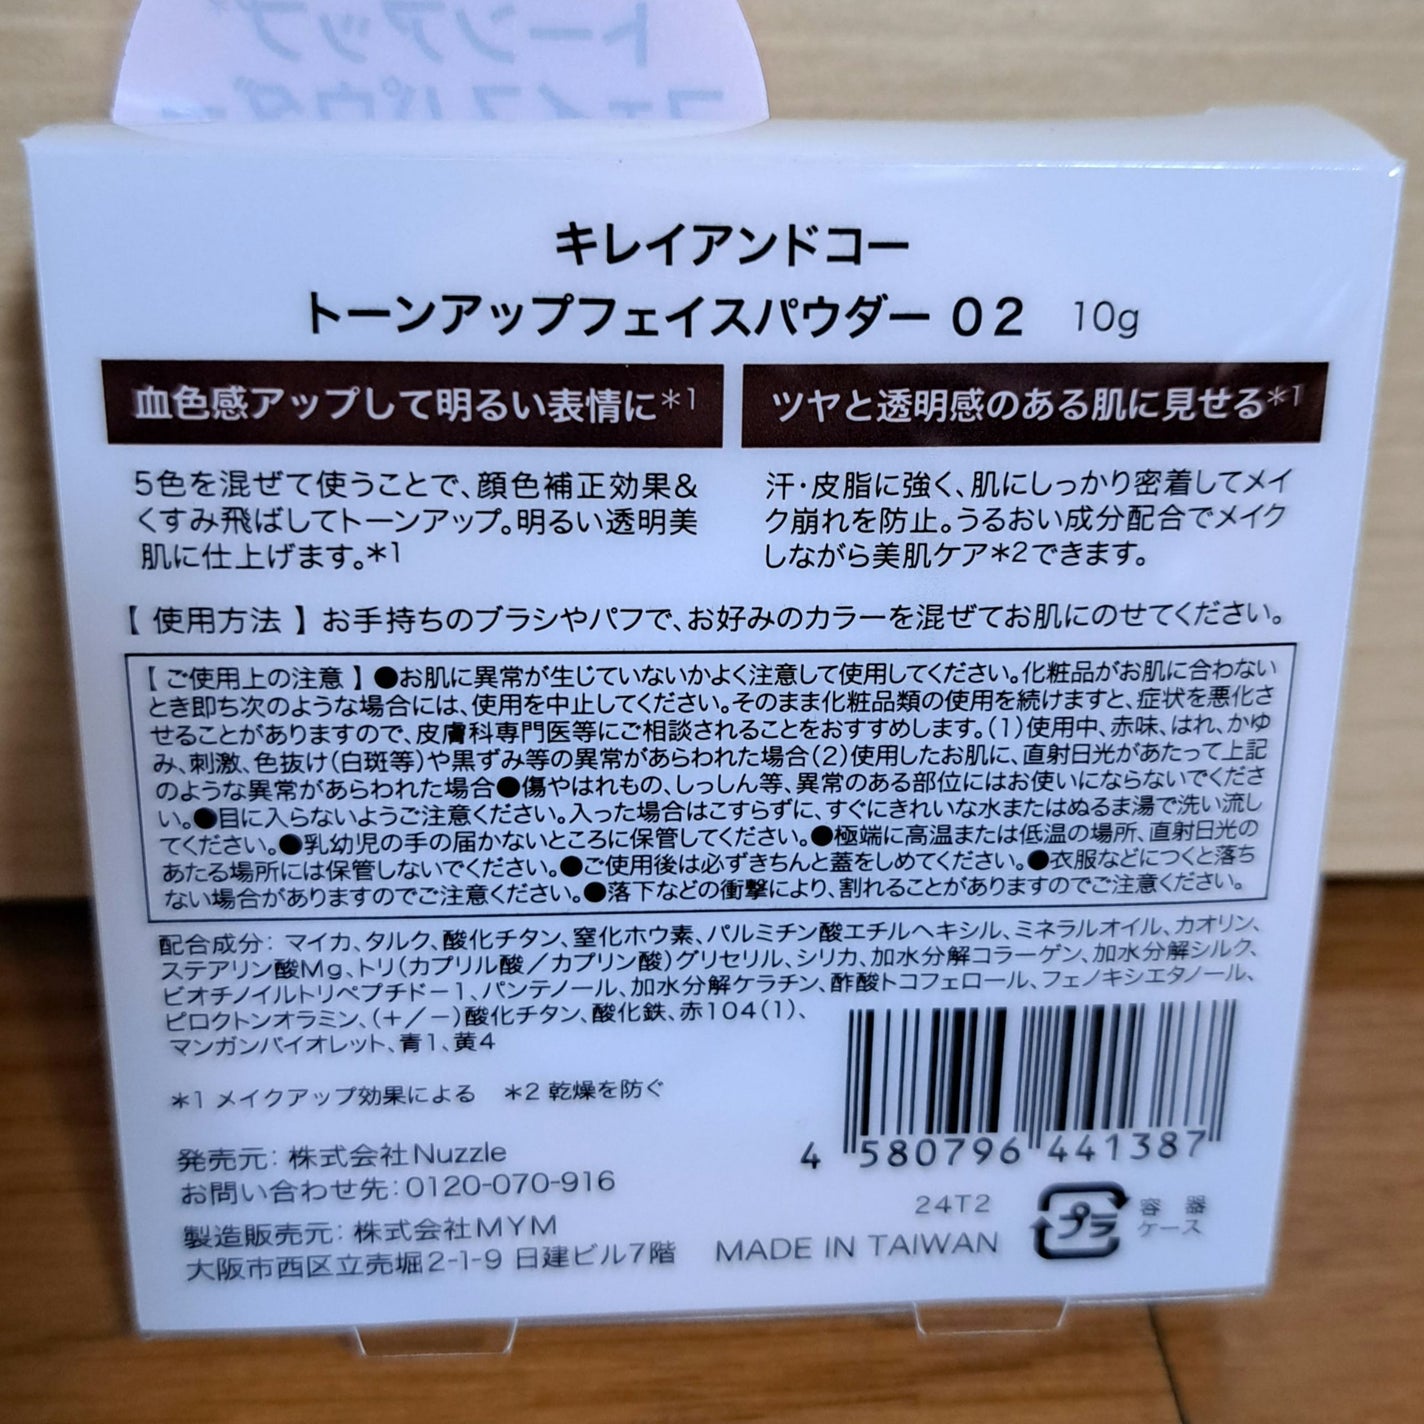 トーンアップ
フェイスパウダー
キレイアンドコー
トーンアップフェイスパウダー 02 10g
血色感アップして明るい表情に*1
5色を混ぜて使うことで、顔色補正効果&
くすみ飛ばしてトーンアップ。明るい透明美
肌に仕上げます。*1
ツヤと透明感のある肌に見せる*1
汗・皮脂に強く、肌にしっかり密着してメイ
ク崩れを防止。うるおい成分配合でメイク
しながら美肌ケア*2できます。
【 使用方法 】お手持ちのブラシやパフで、お好みのカラーを混ぜてお肌にのせてください。
【 ご使用上の注意 】●お肌に異常が生じていないかよく注意して使用してください。化粧品がお肌に合わない
とき即ち次のような場合には、使用を中止してください。そのまま化粧品類の使用を続けますと、症状を悪化さ
せることがありますので、皮膚科専門医等にご相談されることをおすすめします。(1)使用中、赤味、はれ、かゆ
み、刺激、色抜け(白斑等)や黒ずみ等の異常があらわれた場合(2)使用したお肌に、直射日光があたって上記
のような異常があらわれた場合●傷やはれもの、しっしん等、異常のある部位にはお使いにならないでくださ
い。●目に入らないようご注意ください。入った場合はこすらずに、すぐにきれいな水またはぬるま湯で洗い流し
てください。●乳幼児の手の届かないところに保管してください。●極端に高温または低温の場所、直射日光の
あたる場所には保管しないでください。●ご使用後は必ずきちんと蓋をしめてください。●衣服などにつくと落ち
ない場合がありますのでご注意ください。●落下などの衝撃により、割れることがありますのでご注意ください。
配合成分: マイカ、タルク、酸化チタン、窒化ホウ素、パルミチン酸エチルヘキシル、ミネラルオイル、カオリン、
ステアリン酸Mg、トリ(カプリル酸/カプリン酸)グリセリル、シリカ、加水分解コラーゲン、加水分解シルク、
ビオチノイルトリペプチド-1、パンテノール、加水分解ケラチン、酢酸トコフェロール、フェノキシエタノール、
ピロクトンオラミン、(+/-)酸化チタン、酸化鉄、赤104(1)、
マンガンバイオレット、青1、黄4
*1 メイクアップ効果による *2 乾燥を防ぐ
発売元: 株式会社Nuzzle
お問い合わせ先:0120-070-916
製造販売元: 株式会社MYM
大阪市西区立売堀2-1-9 日建ビル7階
4 580796 441387
24T2
MADE IN TAIWAN
プラ
容器
ケース